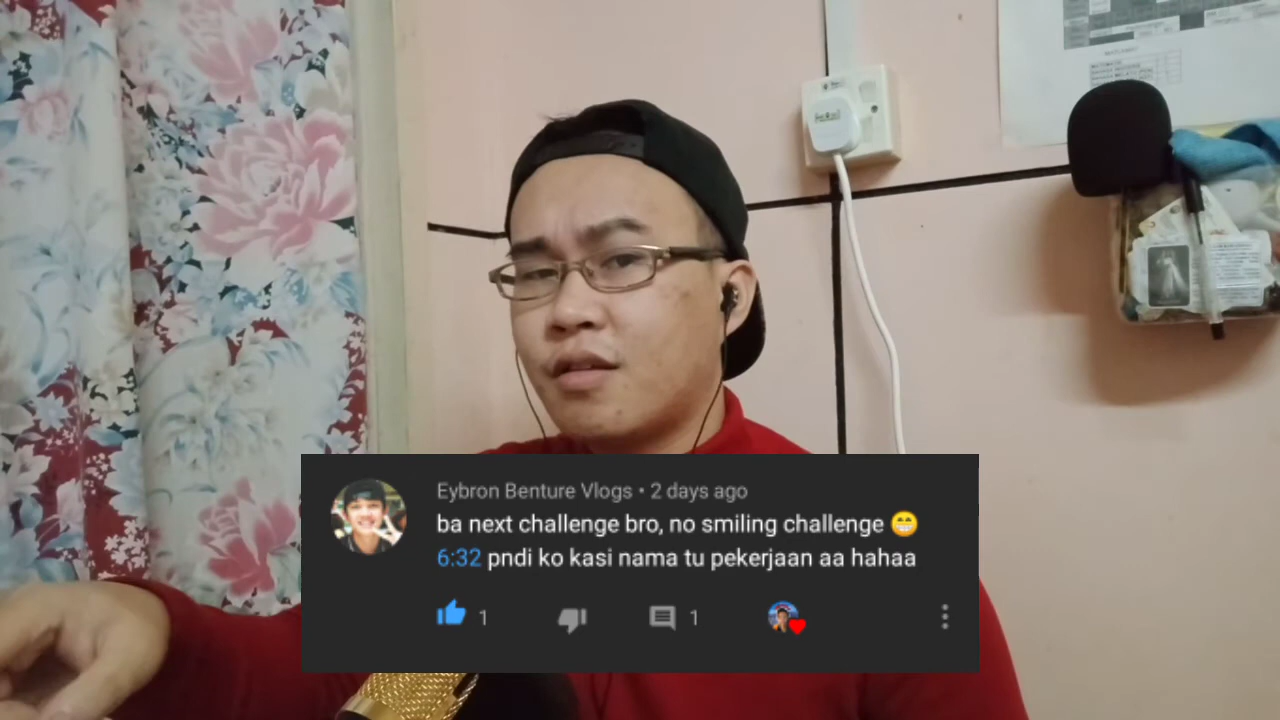 Eybron Benture Vlogs • 2 days ago
ba next challenge bro, no smiling challenge 😁
6:32 pndi ko kasi nama tu pekerjaan aa hahaa
1
1